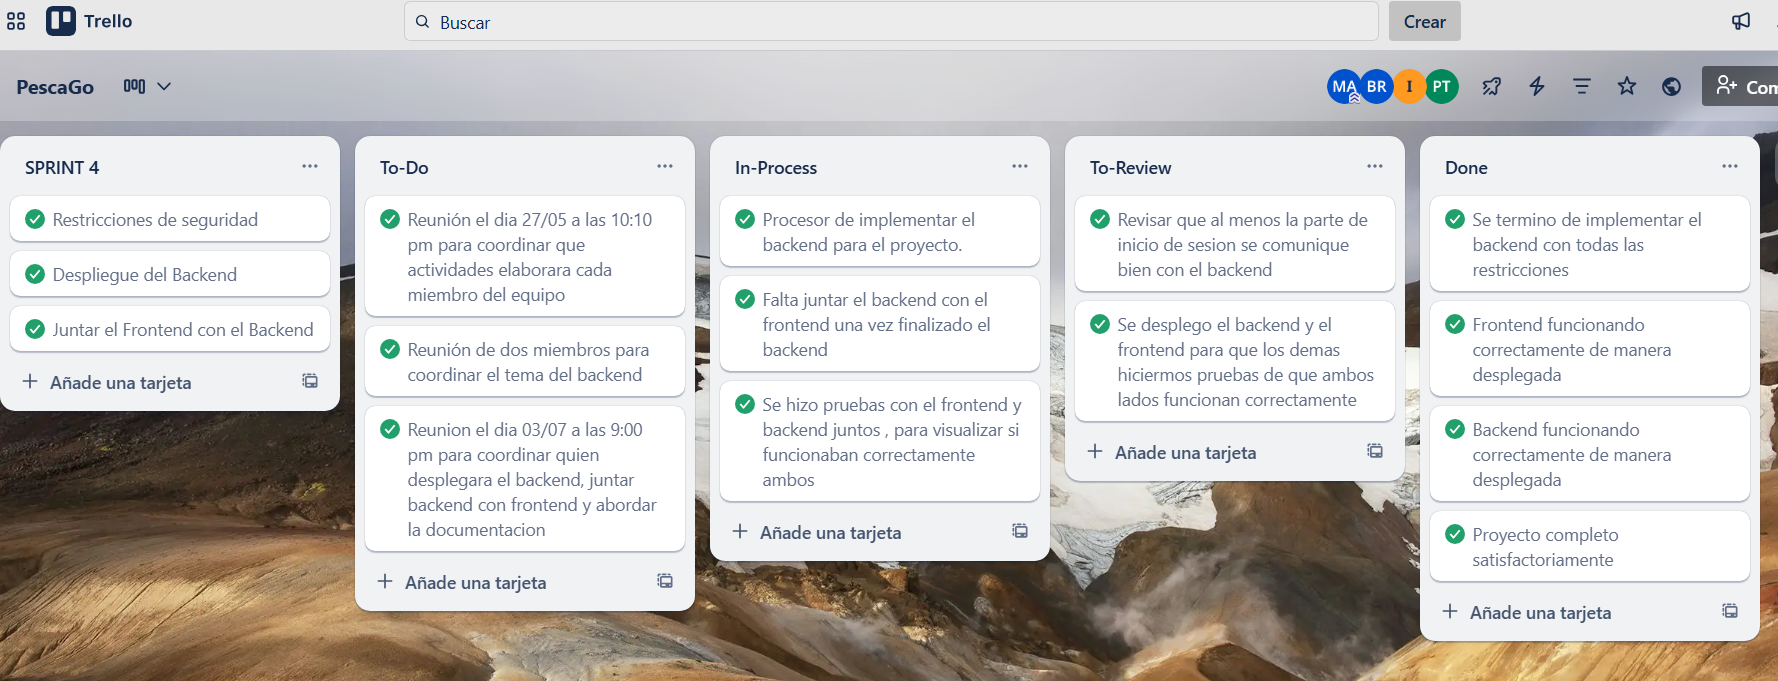 Trello
Buscar
Crear
PescaGo
MA
BR
I
PT
Com
SPRINT 4
Restricciones de seguridad
Despliegue del Backend
Juntar el Frontend con el Backend
Añade una tarjeta
To-Do
Reunión el dia 27/05 a las 10:10
pm para coordinar que
actividades elaborara cada
miembro del equipo
Reunión de dos miembros para
coordinar el tema del backend
Reunion el dia 03/07 a las 9:00
pm para coordinar quien
desplegara el backend, juntar
backend con frontend y abordar
la documentacion
Añade una tarjeta
In-Process
Procesor de implementar el
backend para el proyecto.
Falta juntar el backend con el
frontend una vez finalizado el
backend
Se hizo pruebas con el frontend y
backend juntos , para visualizar si
funcionaban correctamente
ambos
Añade una tarjeta
To-Review
Revisar que al menos la parte de
inicio de sesion se comunique
bien con el backend
Se desplego el backend y el
frontend para que los demas
hiciermos pruebas de que ambos
lados funcionan correctamente
Añade una tarjeta
Done
Se termino de implementar el
backend con todas las
restricciones
Frontend funcionando
correctamente de manera
desplegada
Backend funcionando
correctamente de manera
desplegada
Proyecto completo
satisfactoriamente
Añade una tarjeta